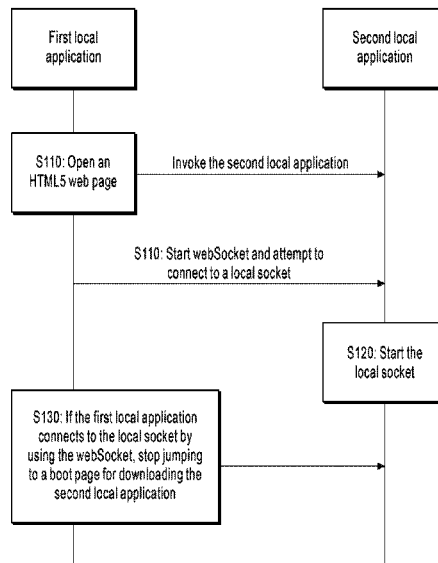 First local
application
Second local
application
S110: Open an
HTML5 web page
Invoke the second local application
S110: Start webSocket and attempt to
connect to a local socket
S120: Start the
local socket
S130: If the first local application
connects to the local socket by
using the webSocket, stop jumping
to a boot page for downloading the
second local application